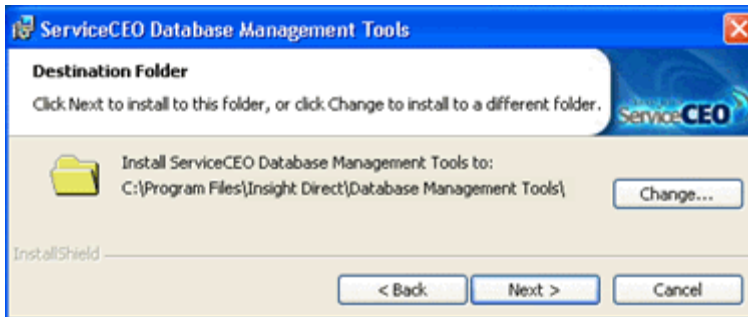 ServiceCEO Database Management Tools
Destination Folder
Click Next to install to this folder, or click Change to install to a different folder.
ServiceCEO
Install ServiceCEO Database Management Tools to:
C:\Program Files\Insight Direct\Database Management Tools\
Change...
InstallShield
< Back
Next >
Cancel